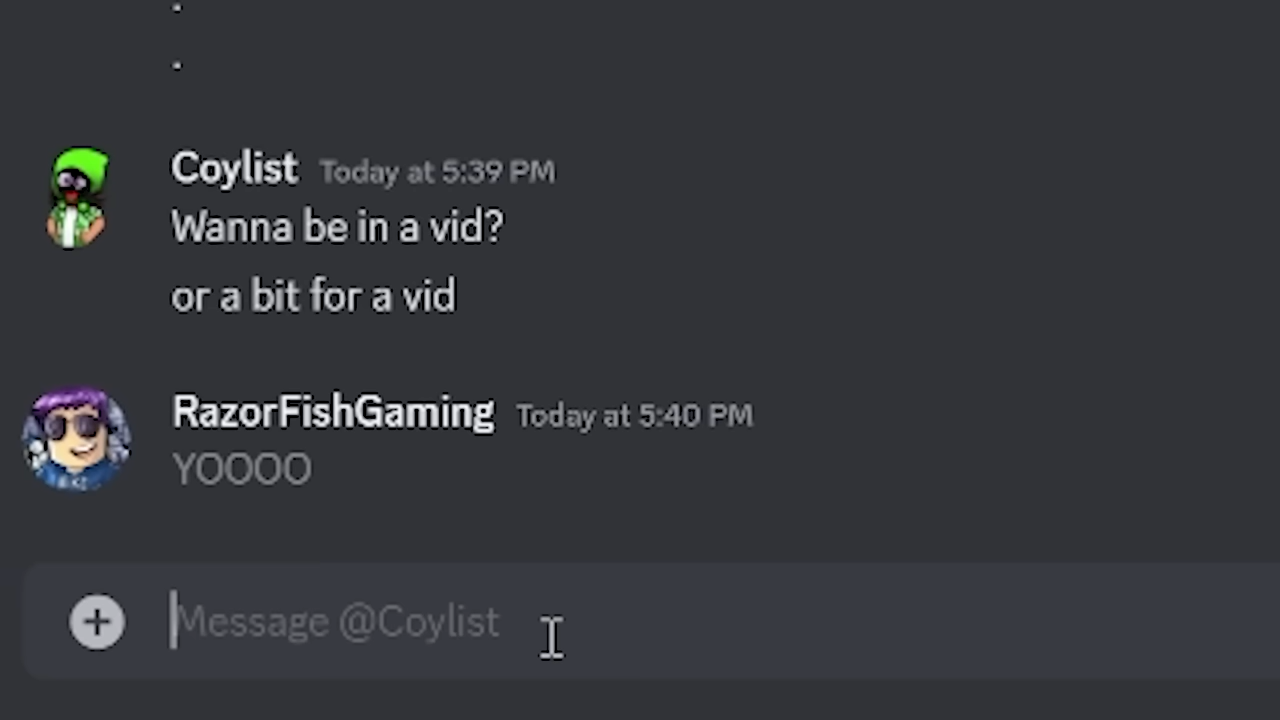 .
.
Coylist Today at 5:39 PM
Wanna be in a vid?
or a bit for a vid
RazorFishGaming Today at 5:40 PM
YOOOO
Message @Coylist